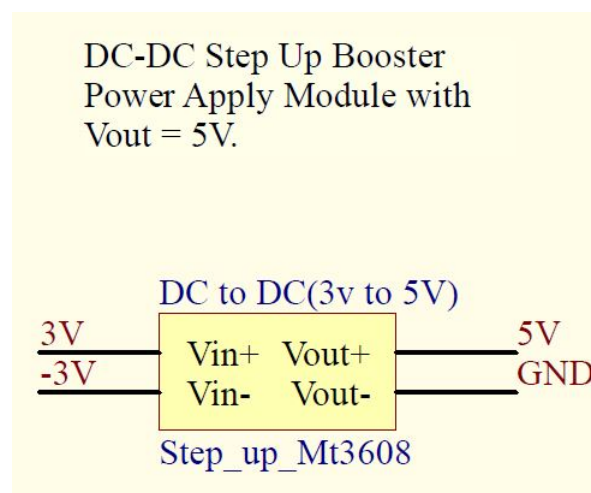 DC-DC Step Up Booster
Power Apply Module with
Vout = 5V.
DC to DC(3v to 5V)
3V
Vin+ Vout+
5V
-3V
Vin- Vout-
GND
Step_up_Mt3608